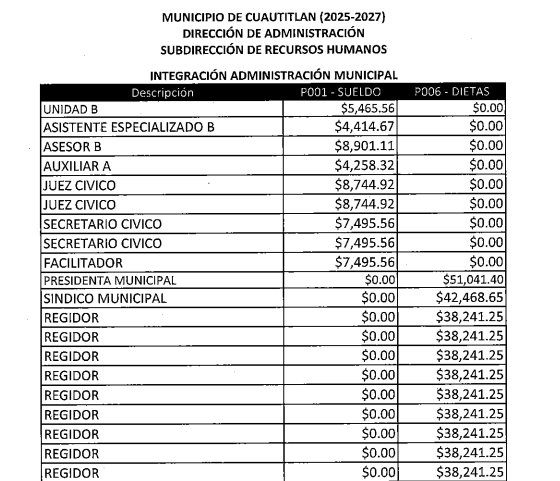 MUNICIPIO DE CUAUTITLAN (2025-2027)
DIRECCIÓN DE ADMINISTRACIÓN
SUBDIRECCIÓN DE RECURSOS HUMANOS
INTEGRACIÓN ADMINISTRACIÓN MUNICIPAL
Descripción P001 - SUELDO P006 - DIETAS
UNIDAD B $5,465.56 $0.00
ASISTENTE ESPECIALIZADO B $4,414.67 $0.00
ASESOR B $8,901.11 $0.00
AUXILIAR A $4,258.32 $0.00
JUEZ CIVICO $8,744.92 $0.00
JUEZ CIVICO $8,744.92 $0.00
SECRETARIO CIVICO $7,495.56 $0.00
SECRETARIO CIVICO $7,495.56 $0.00
FACILITADOR $7,495.56 $0.00
PRESIDENTA MUNICIPAL $0.00 $51,041.40
SINDICO MUNICIPAL $0.00 $42,468.65
REGIDOR $0.00 $38,241.25
REGIDOR $0.00 $38,241.25
REGIDOR $0.00 $38,241.25
REGIDOR $0.00 $38,241.25
REGIDOR $0.00 $38,241.25
REGIDOR $0.00 $38,241.25
REGIDOR $0.00 $38,241.25
REGIDOR $0.00 $38,241.25
REGIDOR $0.00 $38,241.25